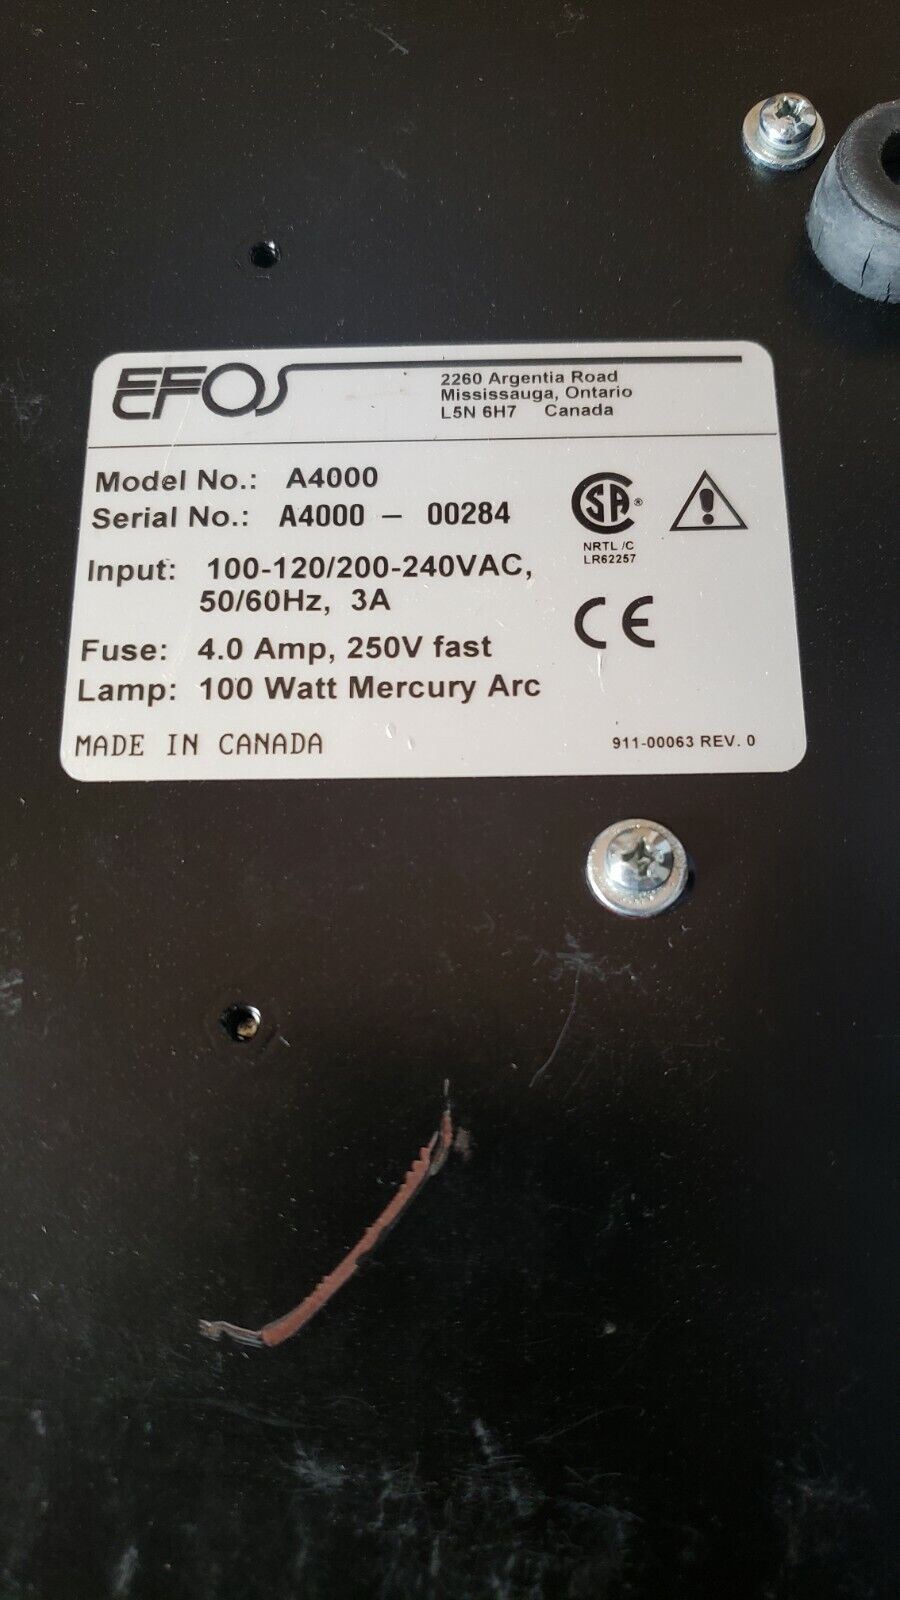 EFOS
2260 Argentia Road
Mississauga, Ontario
L5N 6H7 Canada
Model No.: A4000
Serial No.: A4000 – 00284
SA®
NRTL /C
LR62257
Input: 100-120/200-240VAC,
50/60Hz, 3A
CE
Fuse: 4.0 Amp, 250V fast
Lamp: 100 Watt Mercury Arc
MADE IN CANADA
911-00063 REV. 0